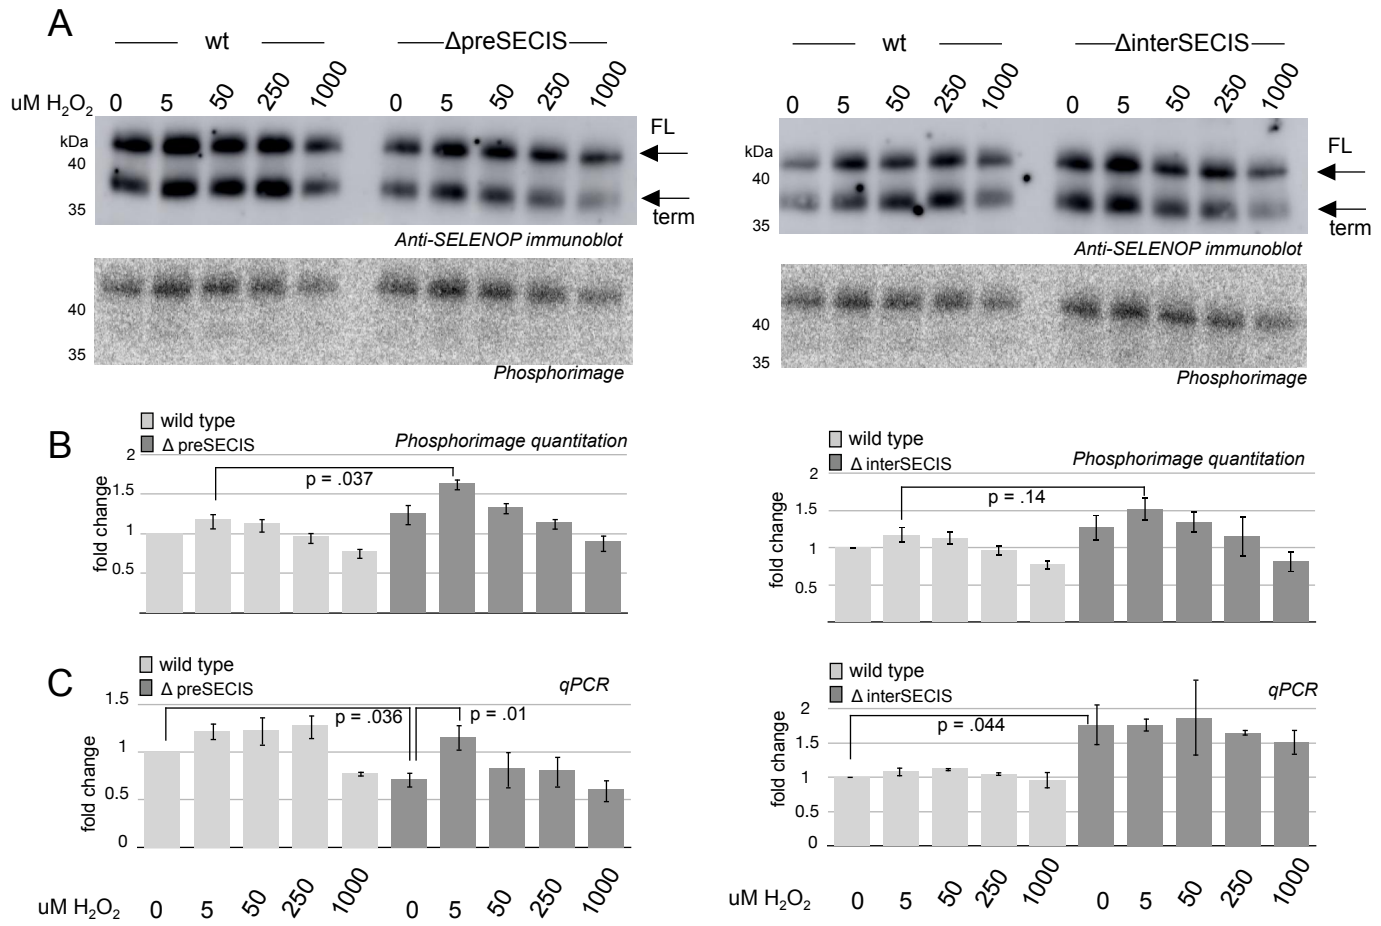 A
wt
ΔpreSECIS
uM H₂O₂ 0 5 50 250 1000 0 5 50 250 1000
kDa
40
35
FL
term
Anti-SELENOP immunoblot
40
35
Phosphorimage
wt
ΔinterSECIS
0 5 50 250 1000 0 5 50 250 1000
kDa
40
35
FL
term
Anti-SELENOP immunoblot
40
35
Phosphorimage
B
wild type
Δ preSECIS
Phosphorimage quantitation
fold change
2
1.5
1
0.5
p = .037
wild type
Δ interSECIS
Phosphorimage quantitation
fold change
2
1.5
1
0.5
p = .14
C
wild type
Δ preSECIS
qPCR
fold change
1.5
1
0.5
0
p = .036
p = .01
uM H₂O₂ 0 5 50 250 1000 0 5 50 250 1000
wild type
Δ interSECIS
qPCR
fold change
2
1.5
1
0.5
0
p = .044
uM H₂O₂ 0 5 50 250 1000 0 5 50 250 1000